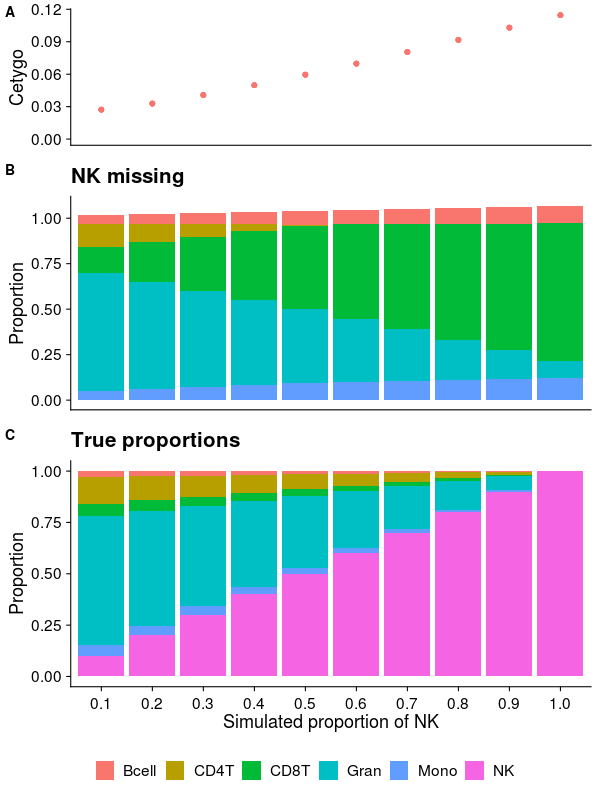 A
0.12
0.09
0.06
0.03
0.00
Cetygo
B
NK missing
1.00
0.75
0.50
0.25
0.00
Proportion
C
True proportions
1.00
0.75
0.50
0.25
0.00
Proportion
0.1 0.2 0.3 0.4 0.5 0.6 0.7 0.8 0.9 1.0
Simulated proportion of NK
Bcell CD4T CD8T Gran Mono NK